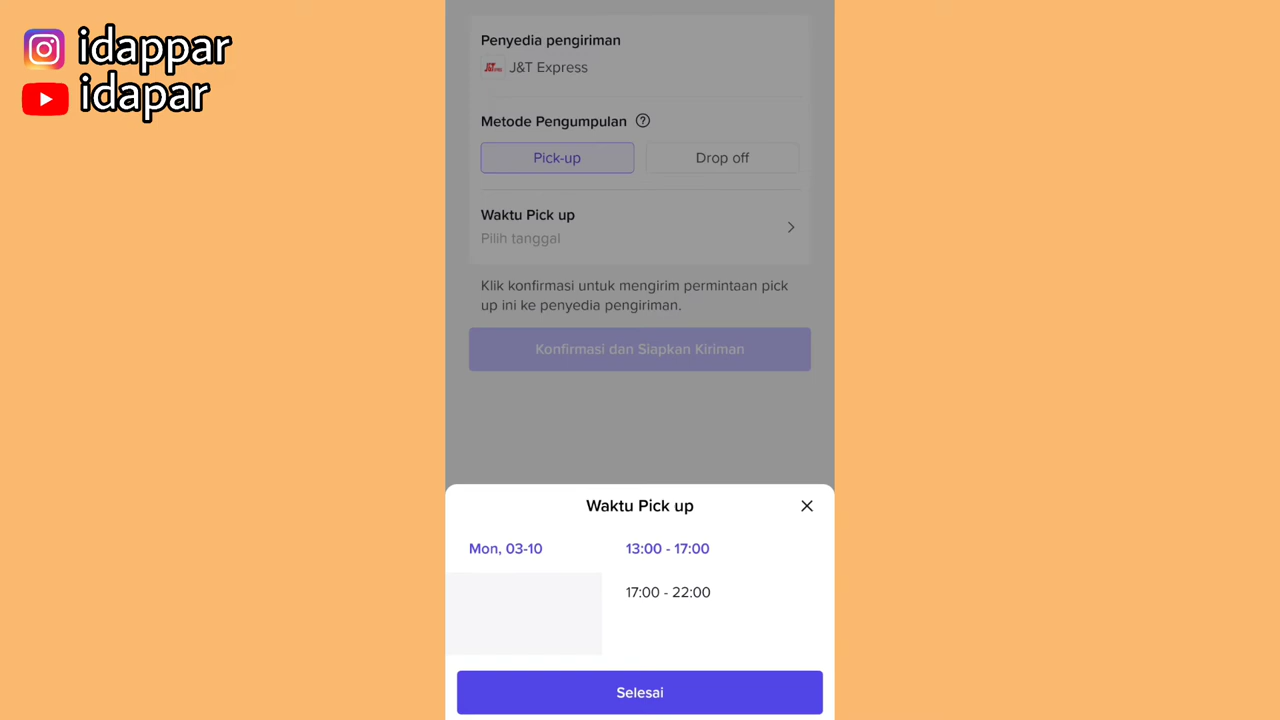 idappar
idapar
Penyedia pengiriman
J&T Express
Metode Pengumpulan
Pick-up
Drop off
Waktu Pick up
Pilih tanggal
Klik konfirmasi untuk mengirim permintaan pick
up ini ke penyedia pengiriman.
Konfirmasi dan Siapkan Kiriman
Waktu Pick up
Mon, 03-10
13:00 - 17:00
17:00 - 22:00
Selesai